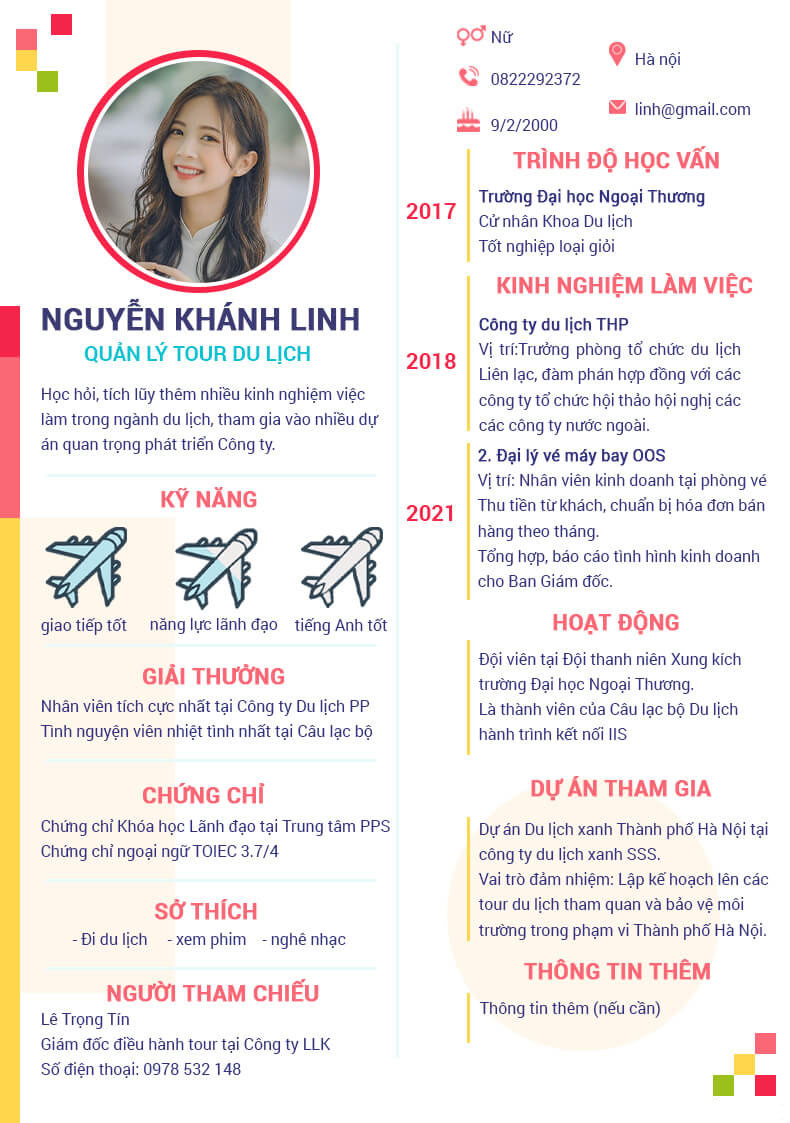 NGUYỄN KHÁNH LINH
QUẢN LÝ TOUR DU LỊCH
Học hỏi, tích lũy thêm nhiều kinh nghiệm việc
làm trong ngành du lịch, tham gia vào nhiều dự
án quan trọng phát triển Công ty.
KỸ NĂNG
giao tiếp tốt năng lực lãnh đạo tiếng Anh tốt
GIẢI THƯỞNG
Nhân viên tích cực nhất tại Công ty Du lịch PP
Tình nguyện viên nhiệt tình nhất tại Câu lạc bộ
CHỨNG CHỈ
Chứng chỉ Khóa học Lãnh đạo tại Trung tâm PPS
Chứng chỉ ngoại ngữ TOIEC 3.7/4
SỞ THÍCH
- Đi du lịch - xem phim - nghê nhạc
NGƯỜI THAM CHIẾU
Lê Trọng Tín
Giám đốc điều hành tour tại Công ty LLK
Số điện thoại: 0978 532 148
Nữ
Hà nội
0822292372
linh@gmail.com
9/2/2000
TRÌNH ĐỘ HỌC VẤN
2017
Trường Đại học Ngoại Thương
Cử nhân Khoa Du lịch
Tốt nghiệp loại giỏi
KINH NGHIỆM LÀM VIỆC
2018
Công ty du lịch THP
Vị trí:Trưởng phòng tổ chức du lịch
Liên lạc, đàm phán hợp đồng với các
công ty tổ chức hội thảo hội nghị các
các công ty nước ngoài.
2021
2. Đại lý vé máy bay OOS
Vị trí: Nhân viên kinh doanh tại phòng vé
Thu tiền từ khách, chuẩn bị hóa đơn bán
hàng theo tháng.
Tổng hợp, báo cáo tình hình kinh doanh
cho Ban Giám đốc.
HOẠT ĐỘNG
Đội viên tại Đội thanh niên Xung kích
trường Đại học Ngoại Thương.
Là thành viên của Câu lạc bộ Du lịch
hành trình kết nối IIS
DỰ ÁN THAM GIA
Dự án Du lịch xanh Thành phố Hà Nội tại
công ty du lịch xanh SSS.
Vai trò đảm nhiệm: Lập kế hoạch lên các
tour du lịch tham quan và bảo vệ môi
trường trong phạm vi Thành phố Hà Nội.
THÔNG TIN THÊM
Thông tin thêm (nếu cần)